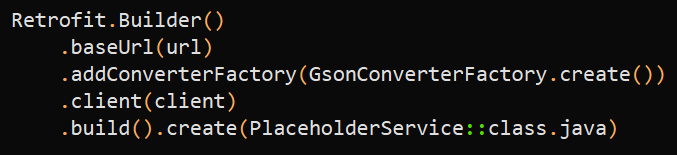 Retrofit.Builder()
    .baseUrl(url)
    .addConverterFactory(GsonConverterFactory.create())
    .client(client)
    .build().create(PlaceholderService::class.java)